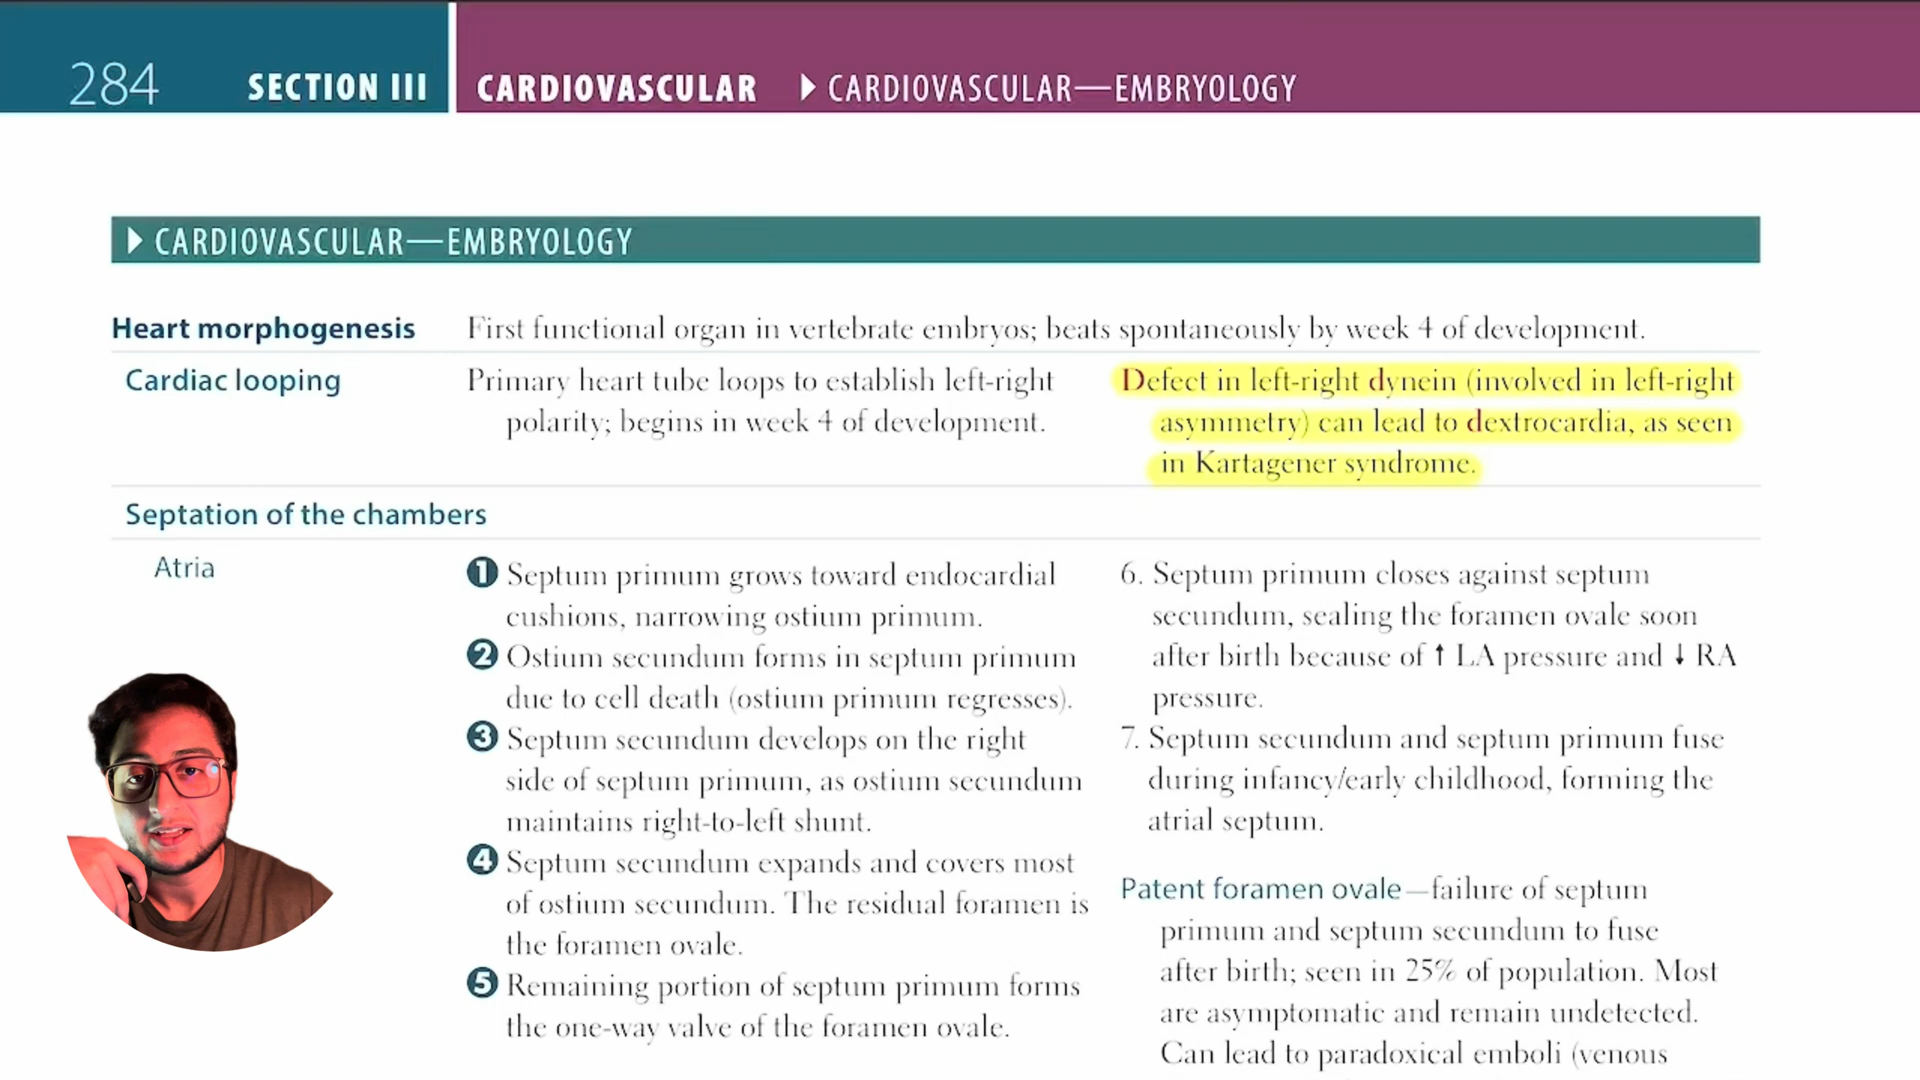 284 SECTION III CARDIOVASCULAR ▶ CARDIOVASCULAR—EMBRYOLOGY
▶ CARDIOVASCULAR—EMBRYOLOGY
Heart morphogenesis First functional organ in vertebrate embryos; beats spontaneously by week 4 of development.
Cardiac looping
Primary heart tube loops to establish left-right
polarity; begins in week 4 of development.
Defect in left-right dynein (involved in left-right
asymmetry) can lead to dextrocardia, as seen
in Kartagener syndrome.
Septation of the chambers
Atria
1 Septum primum grows toward endocardial
cushions, narrowing ostium primum.
2 Ostium secundum forms in septum primum
due to cell death (ostium primum regresses).
3 Septum secundum develops on the right
side of septum primum, as ostium secundum
maintains right-to-left shunt.
4 Septum secundum expands and covers most
of ostium secundum. The residual foramen is
the foramen ovale.
5 Remaining portion of septum primum forms
the one-way valve of the foramen ovale.
6. Septum primum closes against septum
secundum, sealing the foramen ovale soon
after birth because of ↑ LA pressure and ↓ RA
pressure.
7. Septum secundum and septum primum fuse
during infancy/early childhood, forming the
atrial septum.
Patent foramen ovale—failure of septum
primum and septum secundum to fuse
after birth; seen in 25% of population. Most
are asymptomatic and remain undetected.
Can lead to paradoxical emboli (venous